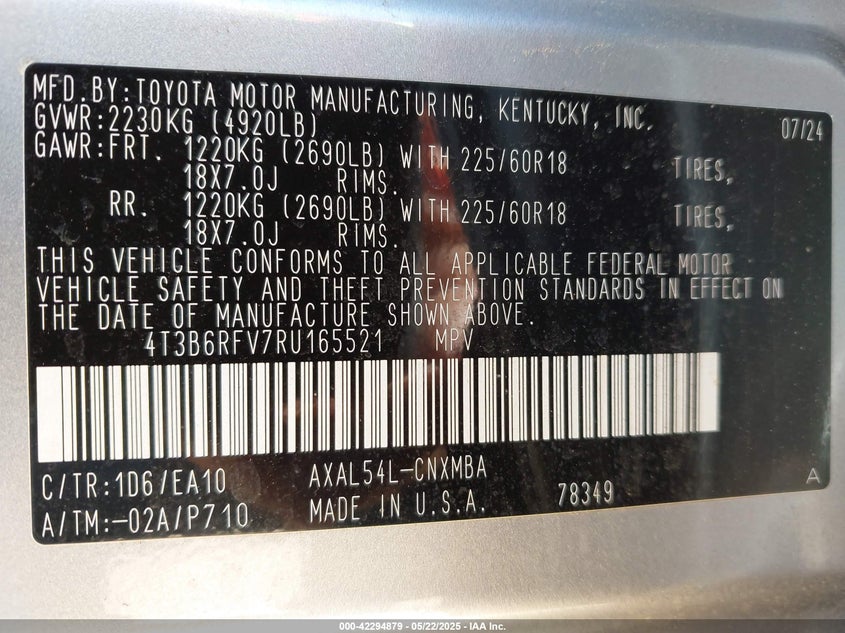 MFD.BY:TOYOTA MOTOR MANUFACTURING, KENTUCKY, INC. 07/24
GVWR:2230KG (4920LB)
GAWR:FRT. 1220KG (2690LB) WITH 225/60R18 TIRES,
18X7.0J RIMS.
RR. 1220KG (2690LB) WITH 225/60R18 TIRES,
18X7.0J RIMS.
THIS VEHICLE CONFORMS TO ALL APPLICABLE FEDERAL MOTOR
VEHICLE SAFETY AND THEFT PREVENTION STANDARDS IN EFFECT ON
THE DATE OF MANUFACTURE SHOWN ABOVE.
4T3B6RFV7RU165521 MPV
C/TR:1D6/EA10 AXAL54L-CNXMBA A
A/TM:-02A/P710 MADE IN U.S.A. 78349
000-42294879 - 05/22/2025 - IAA Inc.